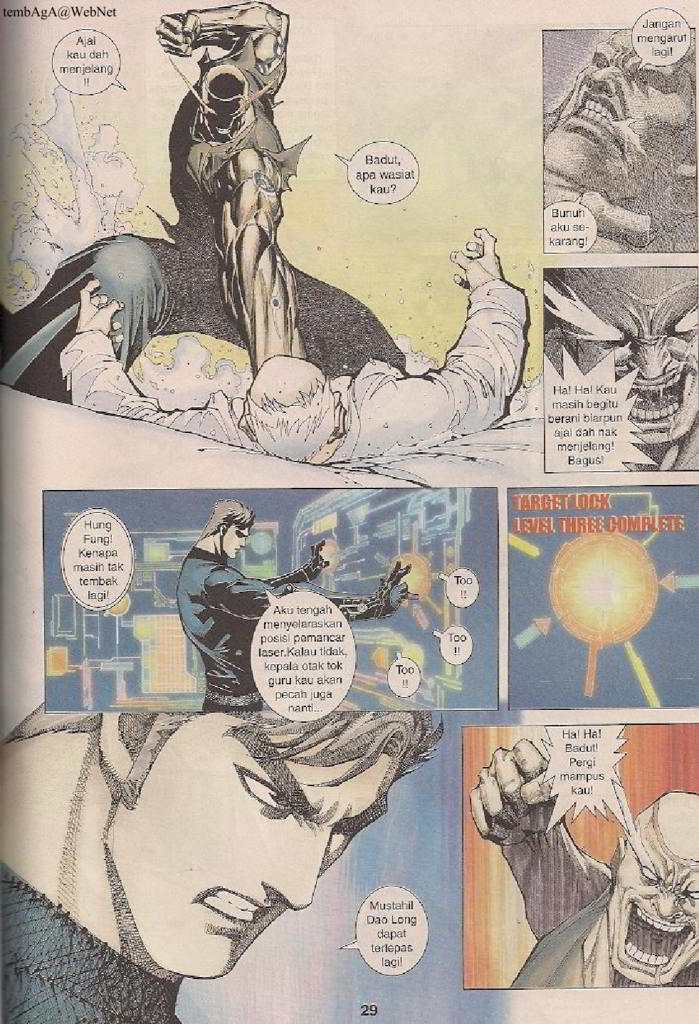 tembAgA@WebNet
Ajal
kau dah
menjelang
!!
Badut,
apa wasiat
kau?
Jangan
mengarut
lagi!
Bunuh
aku se-
karang!
Ha! Ha! Kau
masih begitu
berani biarpun
ajal dah nak
menjelang!
Bagus!
Hung
Fung!
Kenapa
masih tak
tembak
lagi!
Aku tengah
menyelaraskan
posisi pemancar
laser.Kalau tidak,
kepala otak tok
guru kau akan
pecah juga
nanti...
Too
!!
Too
!!
Too
!!
TARGET LOCK
LEVEL THREE COMPLETE
Mustahil
Dao Long
dapat
terlepas
lagi!
Ha! Ha!
Badut!
Pergi
mampus
kau!
29